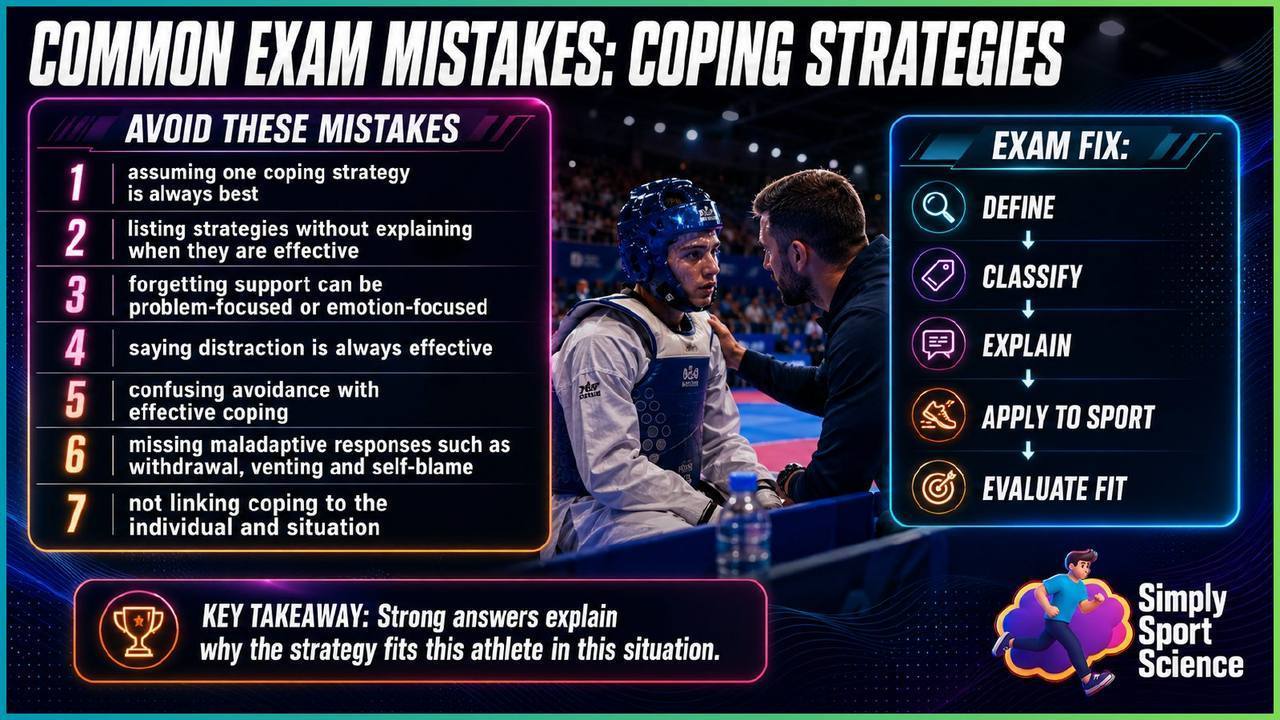 COMMON EXAM MISTAKES: COPING STRATEGIES
AVOID THESE MISTAKES
1
assuming one coping strategy
is always best
2
listing strategies without explaining
when they are effective
3
forgetting support can be
problem-focused or emotion-focused
4
saying distraction is always effective
5
confusing avoidance with
effective coping
6
missing maladaptive responses such as
withdrawal, venting and self-blame
7
not linking coping to the
individual and situation
EXAM FIX:
DEFINE
CLASSIFY
EXPLAIN
APPLY TO SPORT
EVALUATE FIT
KEY TAKEAWAY: Strong answers explain
why the strategy fits this athlete in this situation.
Simply
Sport
Science